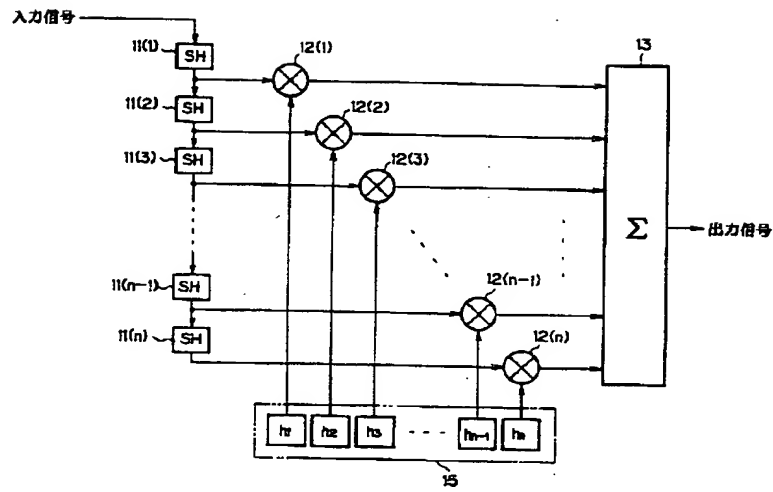 入力信号
11(1)
SH
12(1)
13
11(2)
SH
12(2)
11(3)
SH
12(3)
Σ
出力信号
11(n-1)
SH
12(n-1)
11(n)
SH
12(n)
h1
h2
h3
hn-1
hn
15